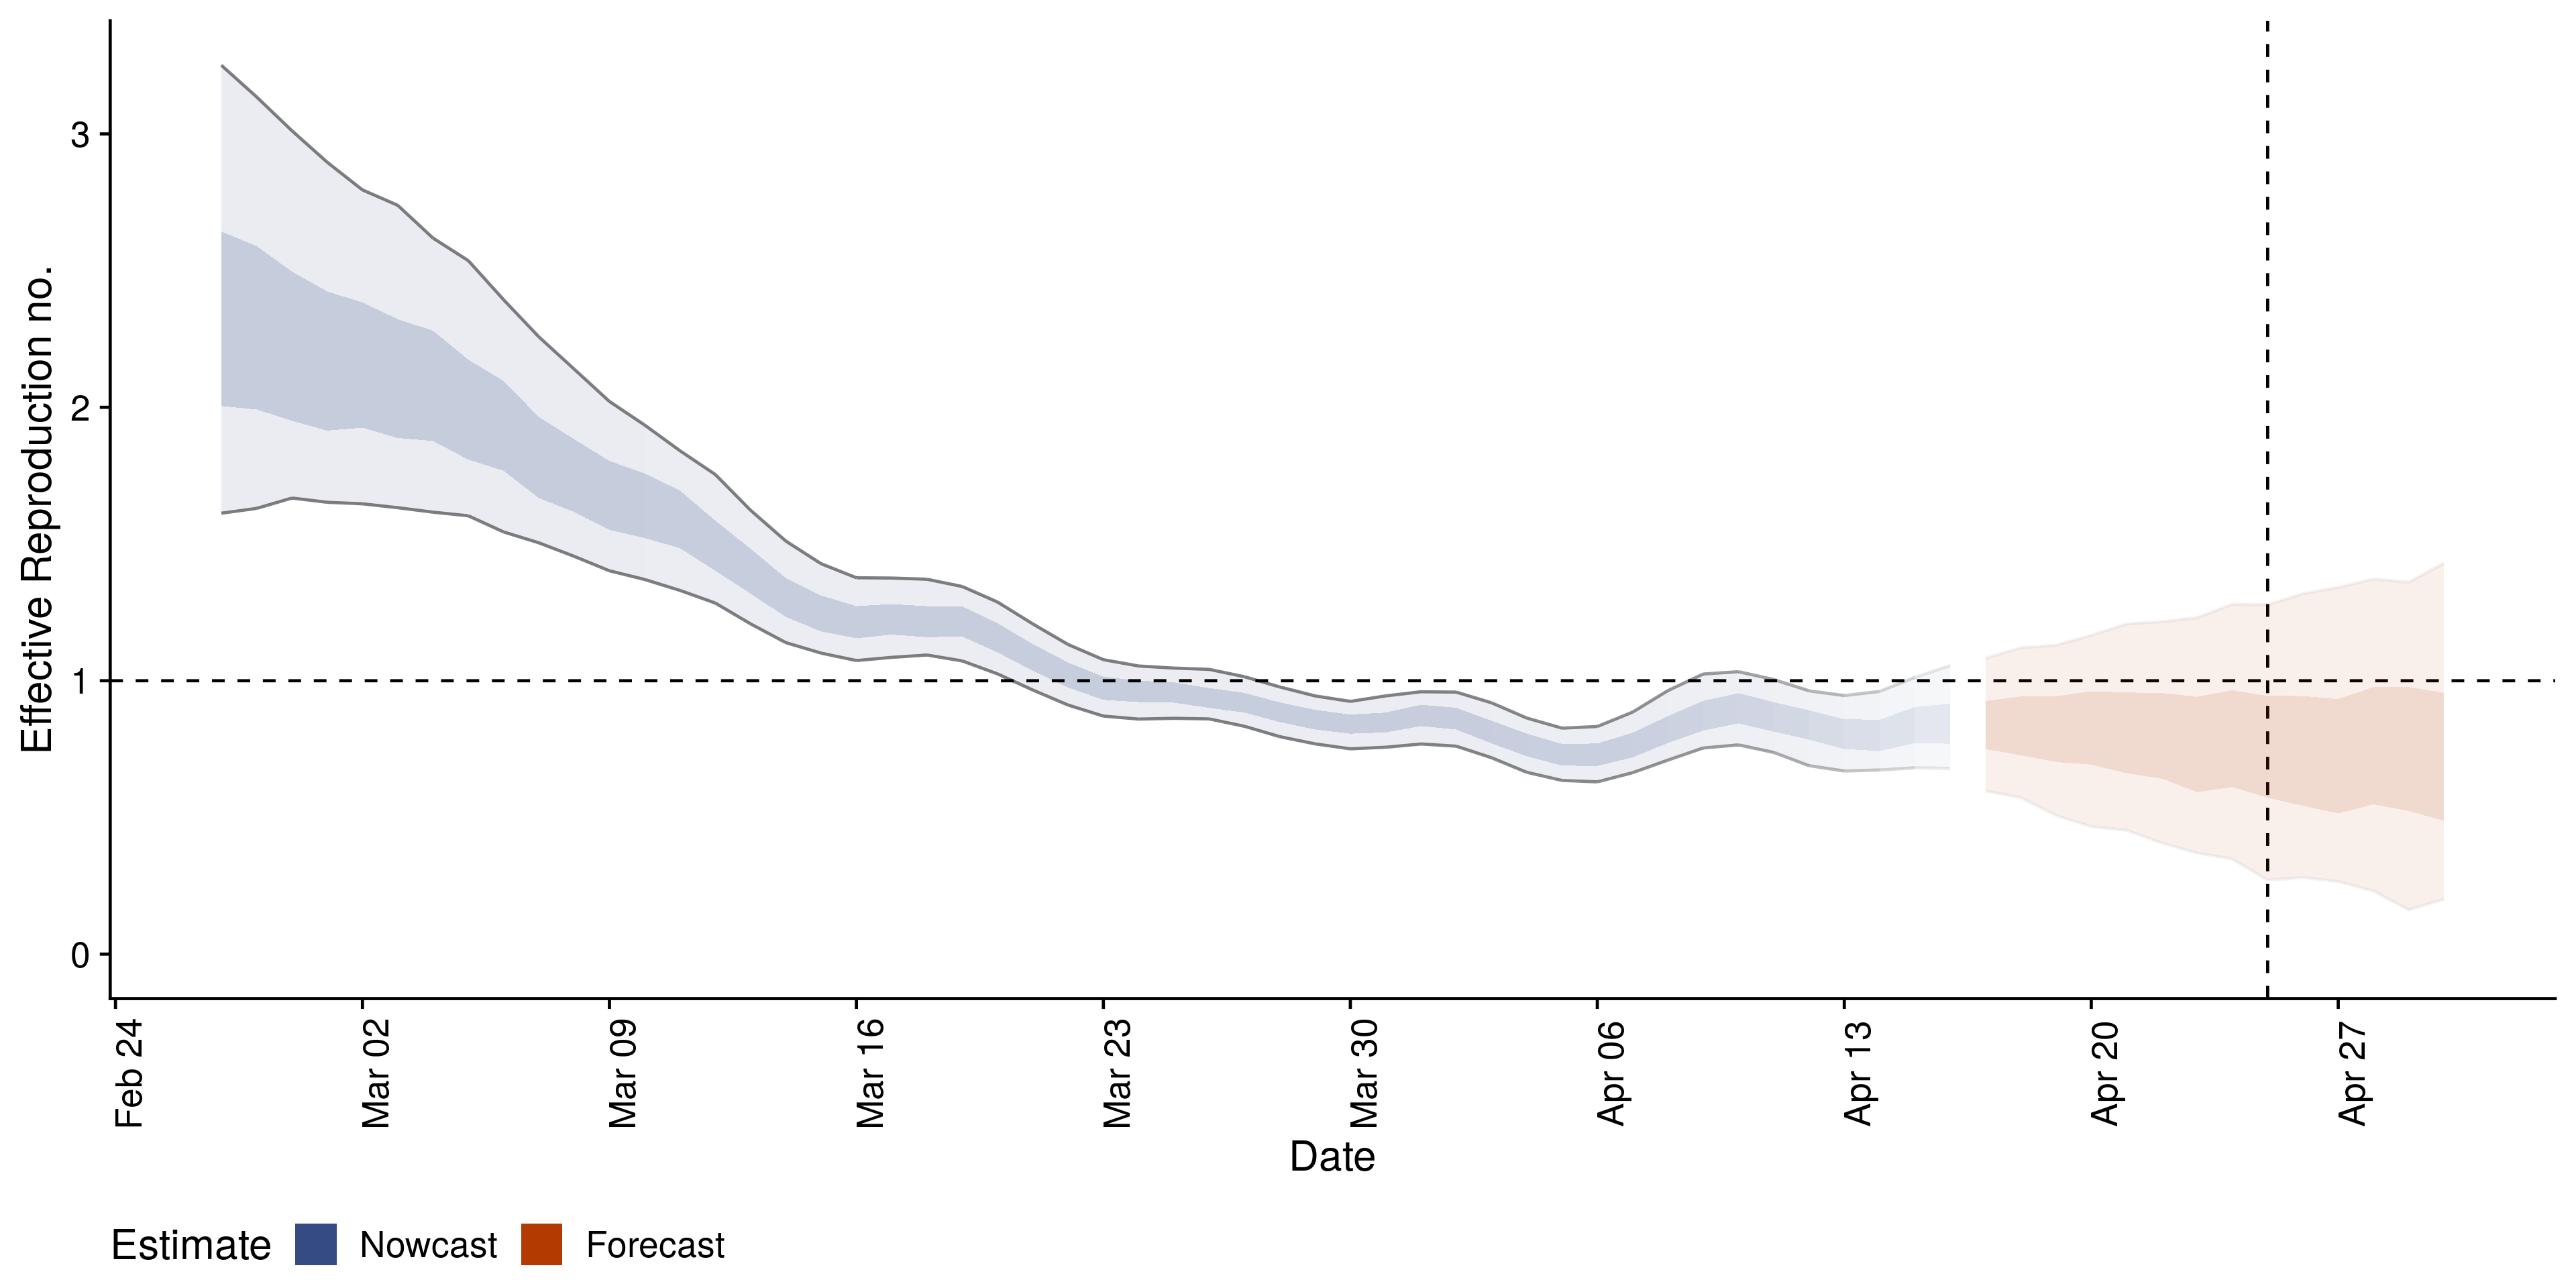 Effective Reproduction no.
3
2
1
0
Feb 24
Mar 02
Mar 09
Mar 16
Mar 23
Mar 30
Apr 06
Apr 13
Apr 20
Apr 27
Date
Estimate Nowcast Forecast